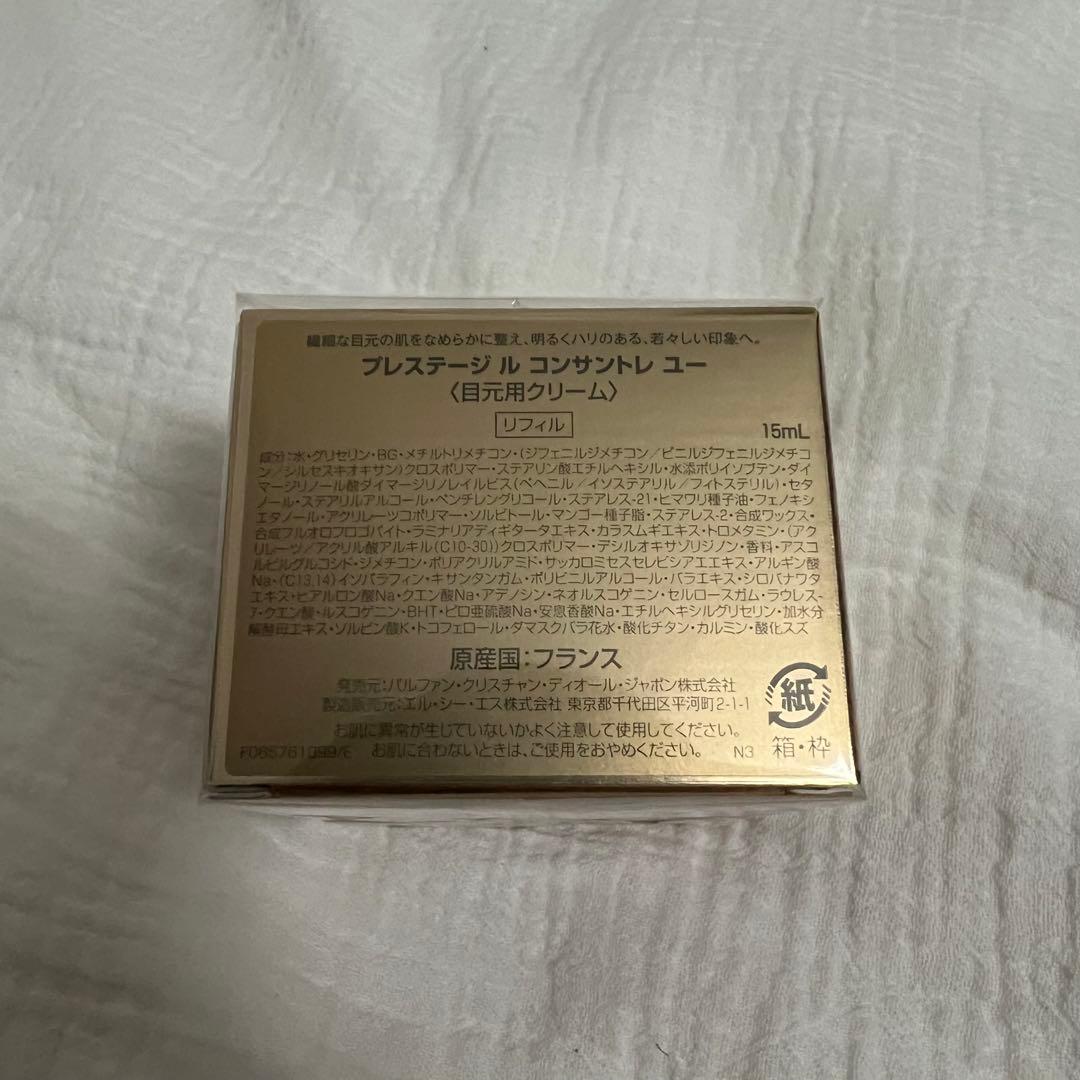 繊細な目元の肌をなめらかに整え、明るくハリのある、若々しい印象へ。
プレステージ ル コンサントレ ユー
〈目元用クリーム〉
リフィル
15mL
成分：水・グリセリン・BG・メチルトリメチコン・（ジフェニルジメチコン／ビニルジフェニルジメチコ
ン／シルセスキオキサン）クロスポリマー・ステアリン酸エチルヘキシル・水添ポリイソブテン・ダイ
マージリノール酸ダイマージリノレイルビス（ベヘニル／イソステアリル／フィトステリル）・セタ
ノール・ステアリルアルコール・ペンチレングリコール・ステアレス-21・ヒマワリ種子油・フェノキシ
エタノール・アクリレーツコポリマー・ソルビトール・マンゴー種子脂・ステアレス-2・合成ワックス・
合成フルオロフロゴパイト・ラミナリアディギタータエキス・カラスムギエキス・トロメタミン・（アク
リレーツ／アクリル酸アルキル（C10-30））クロスポリマー・デシルオキサゾリジノン・香料・アスコ
ルビルグルコシド・ジメチコン・ポリアクリルアミド・サッカロミセスセレビシアエエキス・アルギン酸
Na・（C13,14）イソパラフィン・キサンタンガム・ポリビニルアルコール・バラエキス・シロバナワタ
エキス・ヒアルロン酸Na・クエン酸Na・アデノシン・ネオルスコゲニン・セルロースガム・ラウレス-
7・クエン酸・ルスコゲニン・BHT・ピロ亜硫酸Na・安息香酸Na・エチルヘキシルグリセリン・加水分
解酵母エキス・ソルビン酸K・トコフェロール・ダマスクバラ花水・酸化チタン・カルミン・酸化スズ
原産国：フランス
発売元：パルファン・クリスチャン・ディオール・ジャポン株式会社
製造販売元：エル・シー・エス株式会社 東京都千代田区平河町2-1-1
お肌に異常が生じていないかよく注意して使用してください。
F065761099/E お肌に合わないときは、ご使用をおやめください。 N3
紙
箱・枠